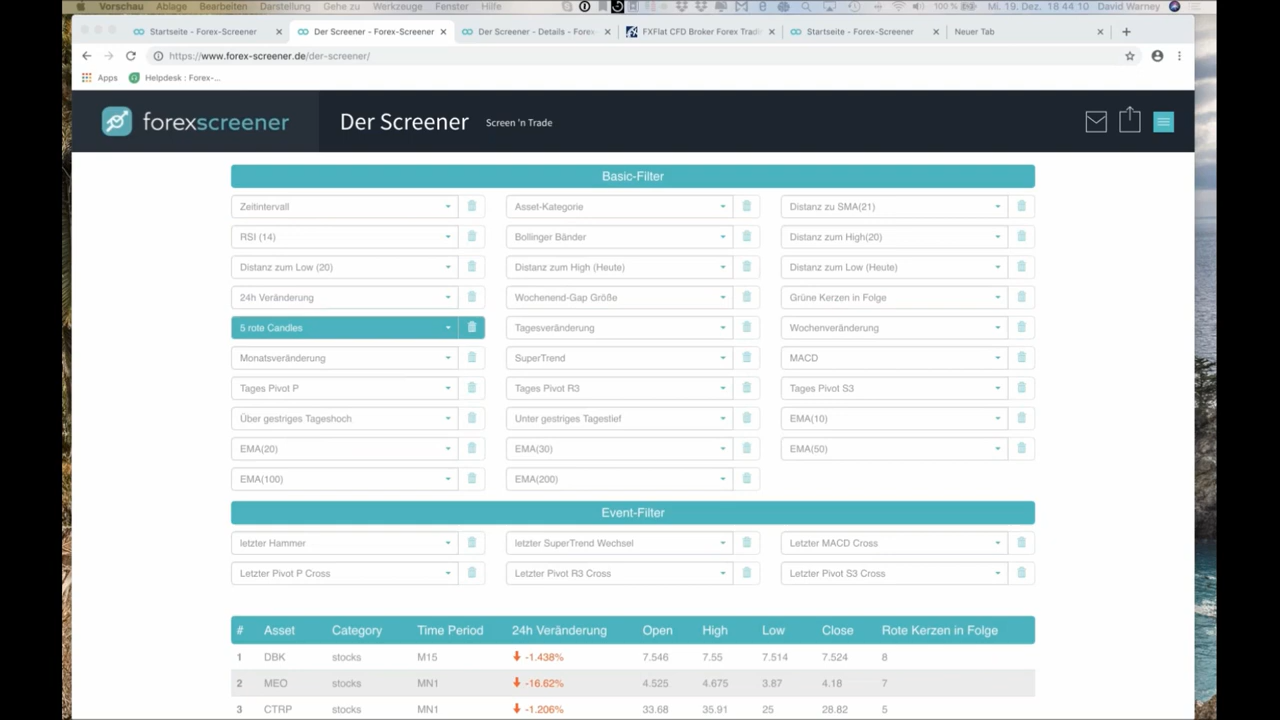 Vorschau Ablage Bearbeiten Darstellung Gehe zu Werkzeuge Fenster Hilfe 100 % Mi. 19. Dez. 18:44:10 David Warney
Startseite - Forex-Screener Der Screener - Forex-Screener Der Screener - Details - Forex- FXFlat CFD Broker Forex Tradi Startseite - Forex-Screener Neuer Tab
https://www.forex-screener.de/der-screener/
Apps Helpdesk : Forex-...
forexscreener Der Screener Screen 'n Trade
Basic-Filter
Zeitintervall Asset-Kategorie Distanz zu SMA(21)
RSI (14) Bollinger Bänder Distanz zum High(20)
Distanz zum Low (20) Distanz zum High (Heute) Distanz zum Low (Heute)
24h Veränderung Wochenend-Gap Größe Grüne Kerzen in Folge
5 rote Candles Tagesveränderung Wochenveränderung
Monatsveränderung SuperTrend MACD
Tages Pivot P Tages Pivot R3 Tages Pivot S3
Über gestriges Tageshoch Unter gestriges Tagestief EMA(10)
EMA(20) EMA(30) EMA(50)
EMA(100) EMA(200)
Event-Filter
letzter Hammer letzter SuperTrend Wechsel Letzter MACD Cross
Letzter Pivot P Cross Letzter Pivot R3 Cross Letzter Pivot S3 Cross
# Asset Category Time Period 24h Veränderung Open High Low Close Rote Kerzen in Folge
1 DBK stocks M15 -1.438% 7.546 7.55 7.514 7.524 8
2 MEO stocks MN1 -16.62% 4.525 4.675 3.87 4.18 7
3 CTRP stocks MN1 -1.206% 33.68 35.91 25 28.82 5